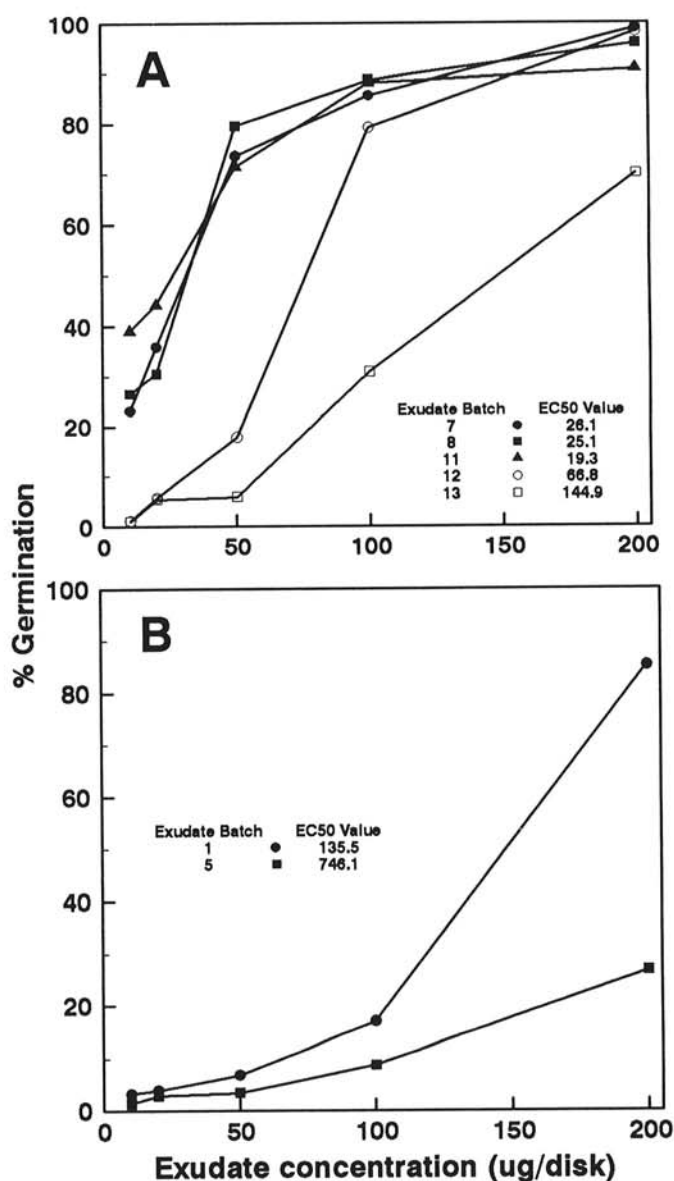 A
100
80
60
40
20
0
Exudate Batch EC50 Value
7 26.1
8 25.1
11 19.3
12 66.8
13 144.9
0 50 100 150 200
% Germination
B
100
80
60
40
20
0
Exudate Batch EC50 Value
1 135.5
5 746.1
0 50 100 150 200
Exudate concentration (ug/disk)